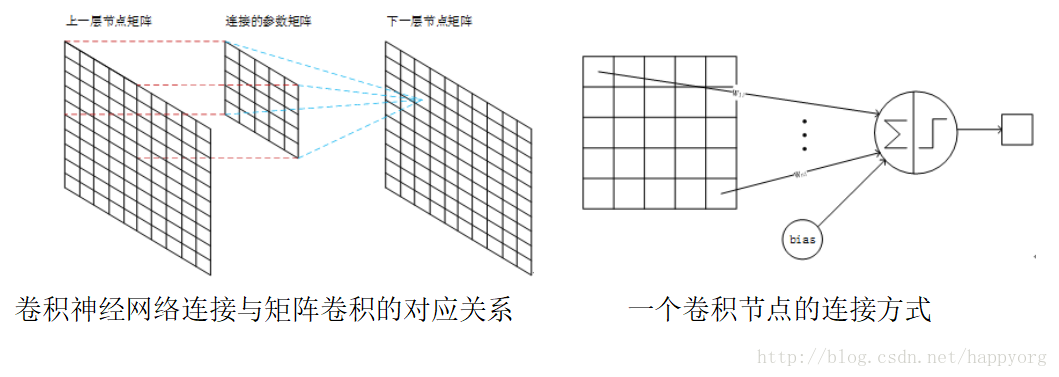 上一层节点矩阵
连接的参数矩阵
下一层节点矩阵
bias
卷积神经网络连接与矩阵卷积的对应关系
一个卷积节点的连接方式
http://blog.csdn.net/happyorg